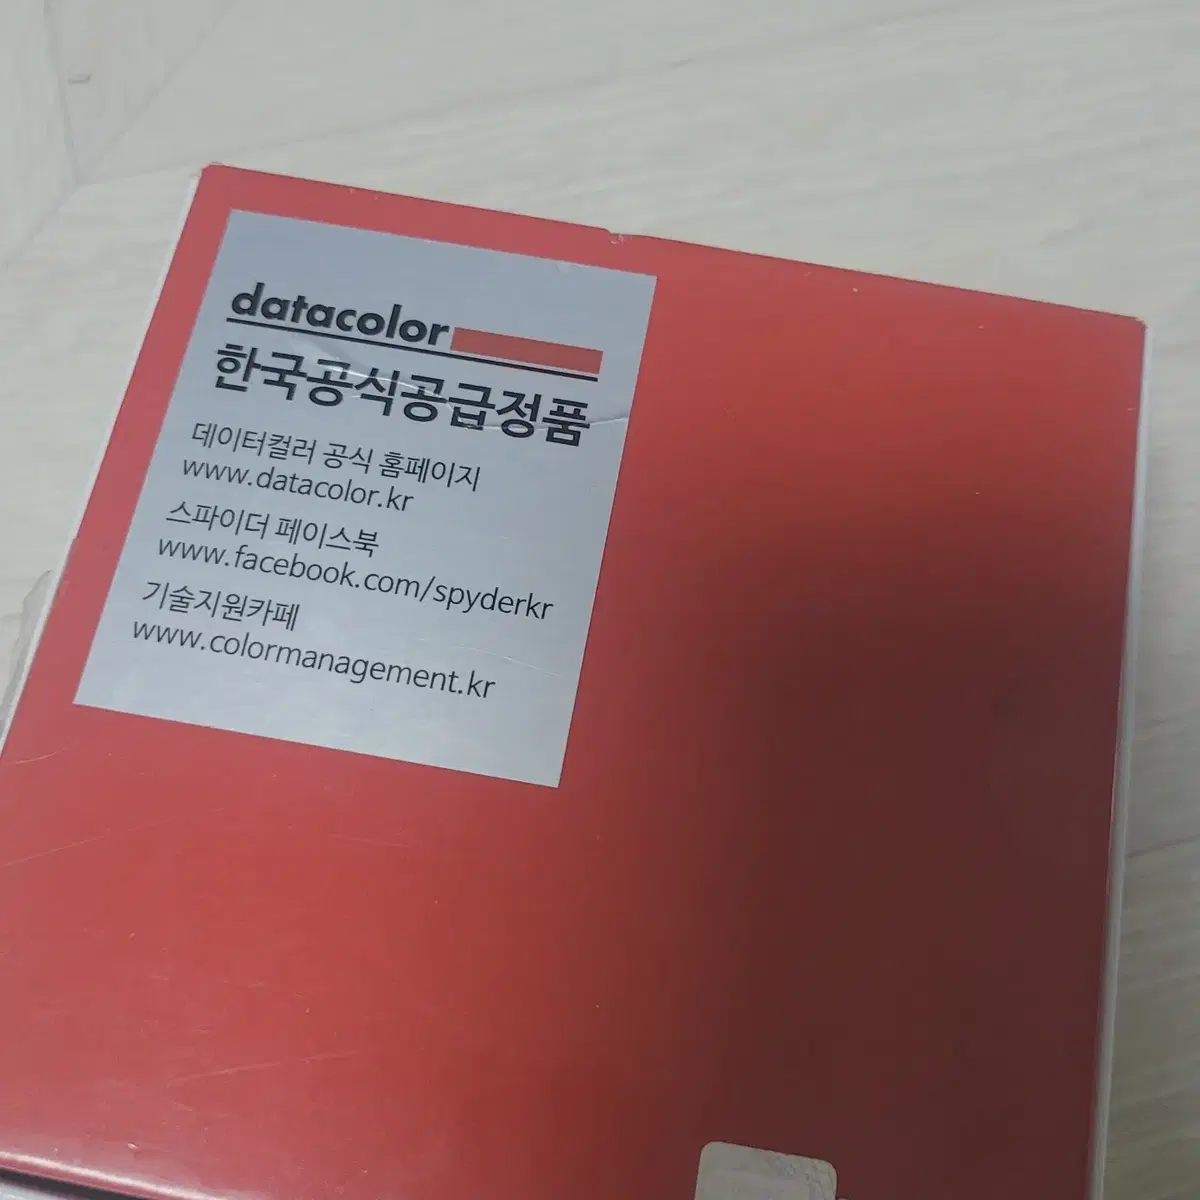 datacolor
한국공식공급정품
데이터컬러 공식 홈페이지
www.datacolor.kr
스파이더 페이스북
www.facebook.com/spyderkr
기술지원카페
www.colormanagement.kr